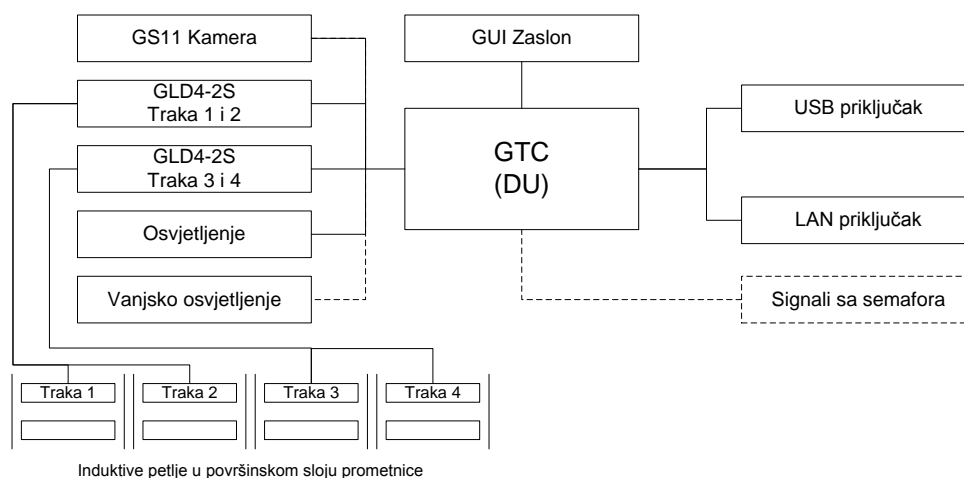 GS11 Kamera
GUI Zaslon
GLD4-2S
Traka 1 i 2
USB priključak
GTC
(DU)
GLD4-2S
Traka 3 i 4
Osvjetljenje
LAN priključak
Vanjsko osvjetljenje
Signali sa semafora
Traka 1
Traka 2
Traka 3
Traka 4
Induktive petlje u površinskom sloju prometnice